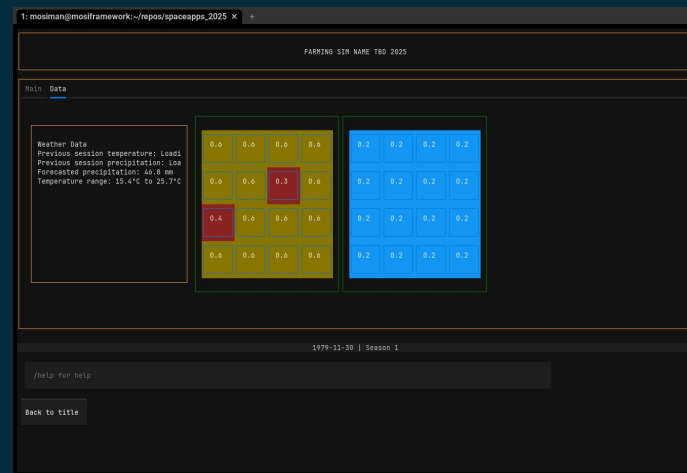 1: mosiman@mosiframework:~/repos/spaceapps_2025 × +
FARMING SIM NAME TBD 2025
Main Data
Weather Data
Previous session temperature: Loadi
Previous session precipitation: Loa
Forecasted precipitation: 46.8 mm
Temperature range: 15.4°C to 25.7°C
0.6 0.6 0.6 0.6
0.6 0.6 0.3 0.6
0.4 0.6 0.6 0.6
0.6 0.6 0.6 0.6
0.2 0.2 0.2 0.2
0.2 0.2 0.2 0.2
0.2 0.2 0.2 0.2
0.2 0.2 0.2 0.2
1979-11-30 | Season 1
/help for help
Back to title